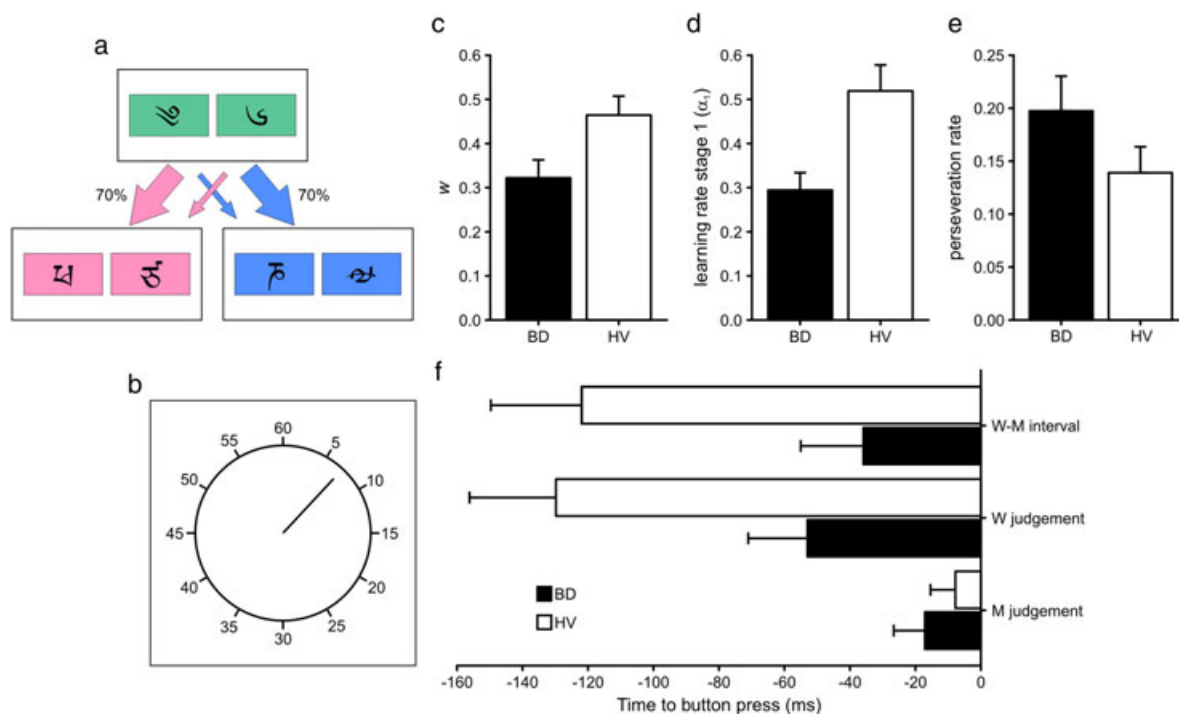 a
70%
70%
b
60
5
10
15
20
25
30
35
40
45
50
55
c
w
0.6
0.5
0.4
0.3
0.2
0.1
0.0
BD
HV
d
learning rate stage 1 (α₁)
0.6
0.5
0.4
0.3
0.2
0.1
0.0
BD
HV
e
perseveration rate
0.25
0.20
0.15
0.10
0.05
0.00
BD
HV
f
W-M interval
W judgement
M judgement
BD
HV
-160
-140
-120
-100
-80
-60
-40
-20
0
Time to button press (ms)